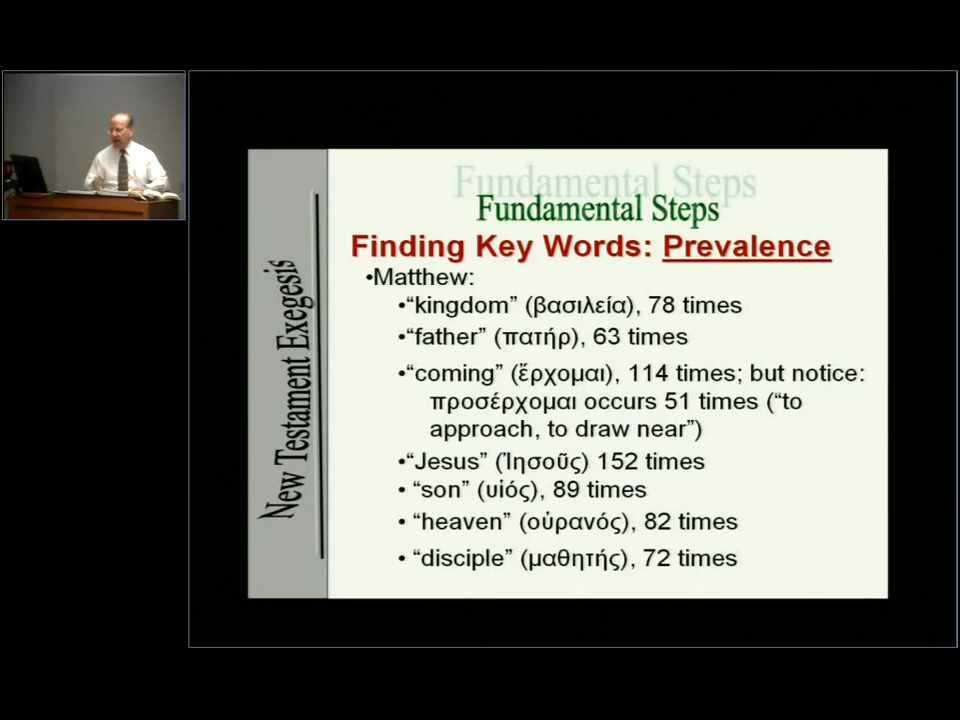 Fundamental Steps
Fundamental Steps
Finding Key Words: Prevalence
•Matthew:
•“kingdom” (βασιλεία), 78 times
•“father” (πατήρ), 63 times
•“coming” (ἔρχομαι), 114 times; but notice:
προσέρχομαι occurs 51 times (“to
approach, to draw near”)
•“Jesus” (Ἰησοῦς) 152 times
• “son” (υἱός), 89 times
• “heaven” (οὐρανός), 82 times
• “disciple” (μαθητής), 72 times
New Testament Exegesis